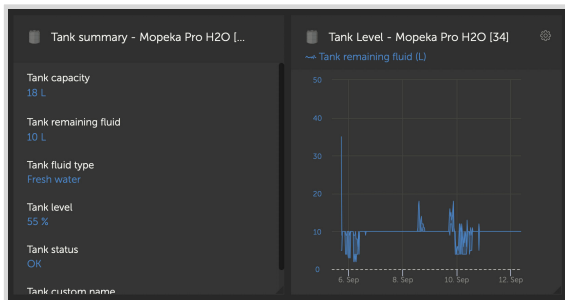 Tank summary - Mopeka Pro H2O [...
Tank capacity
18 L
Tank remaining fluid
10 L
Tank fluid type
Fresh water
Tank level
55 %
Tank status
OK
Tank custom name
Tank Level - Mopeka Pro H2O [34]
Tank remaining fluid (L)
50
40
30
20
10
0
6. Sep
8. Sep
10. Sep
12. Sep